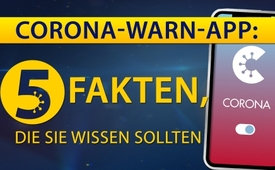 CORONA-WARN-APP:
5 FAKTEN,
DIE SIE WISSEN SOLLTEN
CORONA